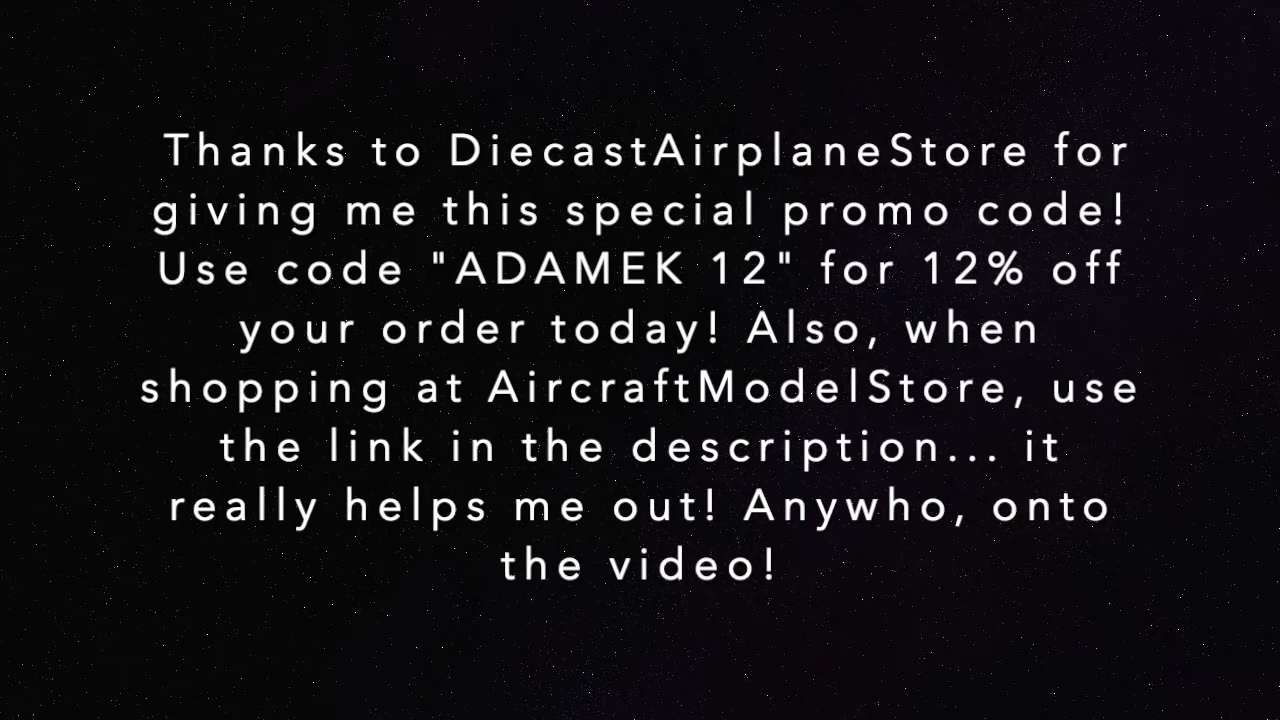 Thanks to DiecastAirplaneStore for
giving me this special promo code!
Use code "ADAMEK 12" for 12% off
your order today! Also, when
shopping at AircraftModelStore, use
the link in the description... it
really helps me out! Anywho, onto
the video!